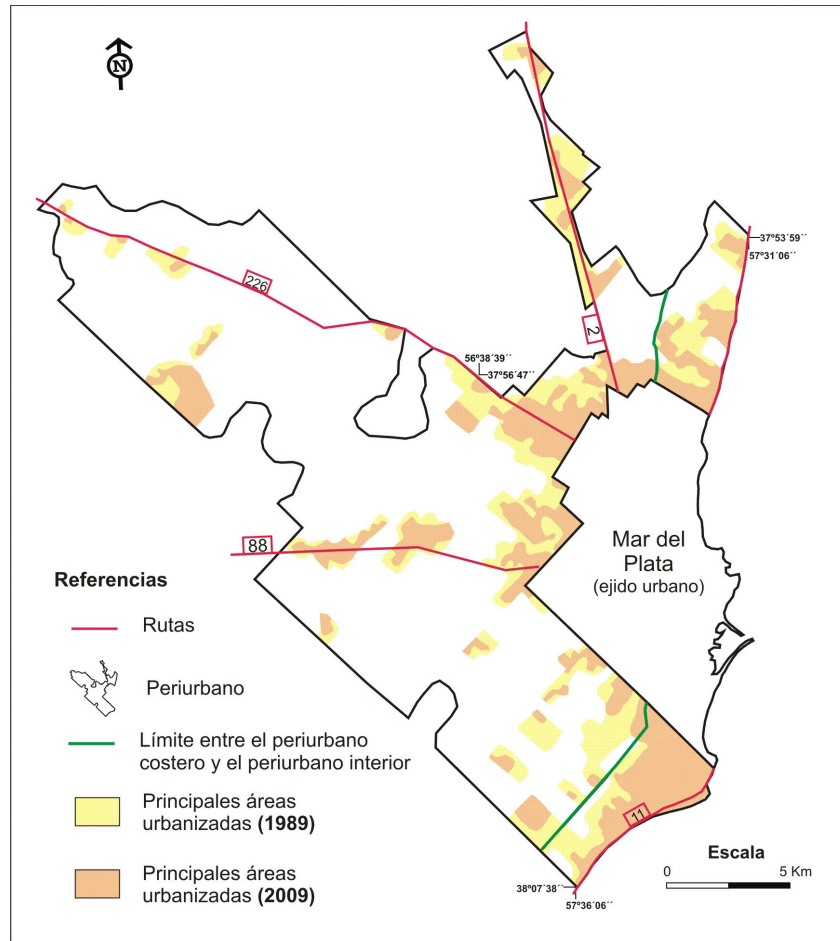 N
226
2
37º53´59´´
57º31´06´´
56º38´39´´
37º56´47´´
88
Mar del
Plata
(ejido urbano)
Referencias
Rutas
Periurbano
Límite entre el periurbano
costero y el periurbano interior
Principales áreas
urbanizadas (1989)
Principales áreas
urbanizadas (2009)
11
Escala
0 5 Km
38º07´38´´
57º36´06´´